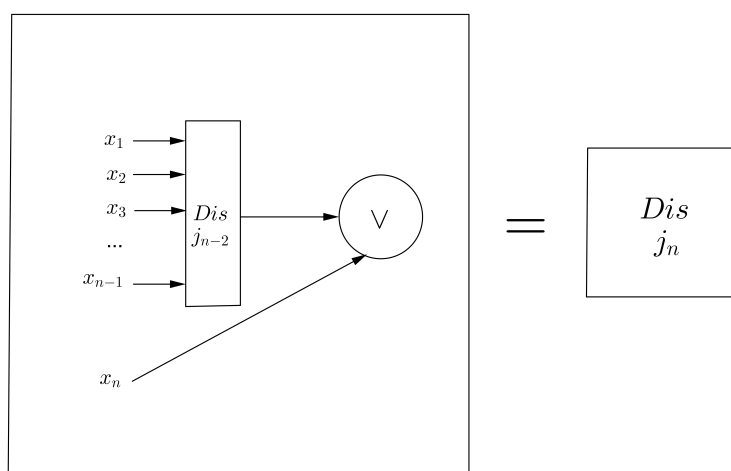 x_1
x_2
x_3
...
x_{n-1}
x_n
Dis
j_{n-2}
∨
=
Dis
j_n